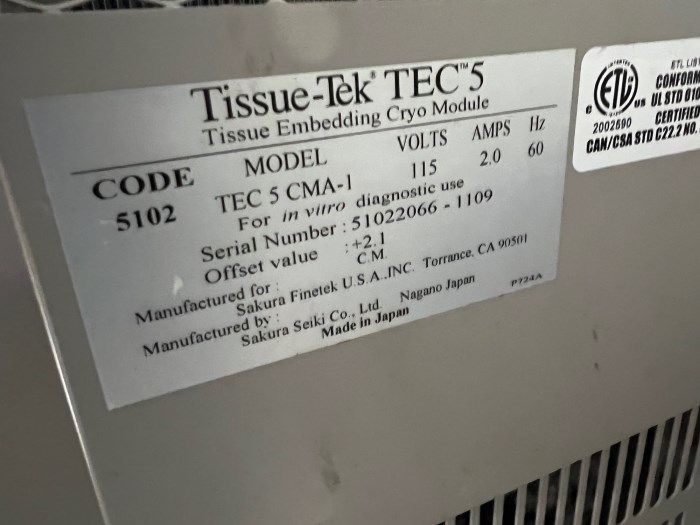 Tissue-Tek® TEC™5
Tissue Embedding Cryo Module
CODE MODEL VOLTS AMPS Hz
5102 TEC 5 CMA-1 115 2.0 60
For in vitro diagnostic use
Serial Number : 51022066 - 1109
Offset value : +2.1
C.M.
Manufactured for :
Sakura Finetek U.S.A.,INC. Torrance, CA 90501
Manufactured by :
Sakura Seiki Co., Ltd. Nagano Japan
Made in Japan
P724A
ETL
c ETL us
CONFORM
UL STD 610
2002590 CERTIFIED
CAN/CSA STD C22.2 NO.